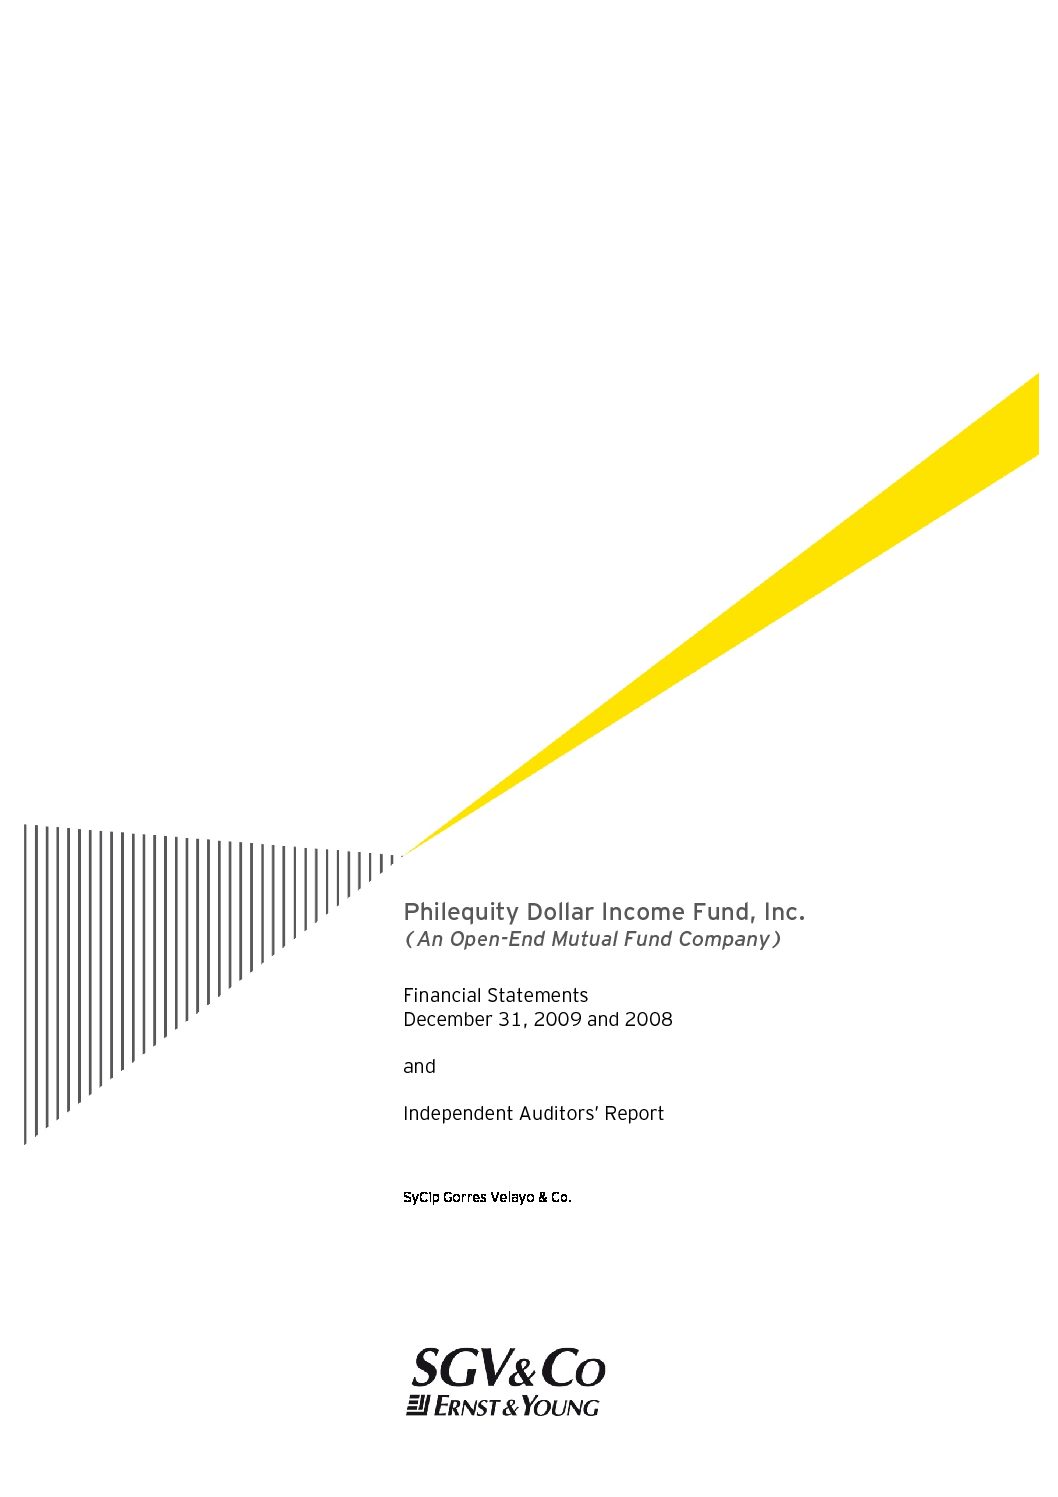 Philequity Dollar Income Fund, Inc.
(An Open-End Mutual Fund Company)
Financial Statements
December 31, 2009 and 2008
and
Independent Auditors’ Report
SyCip Gorres Velayo & Co.
SGV&CO
ERNST & YOUNG